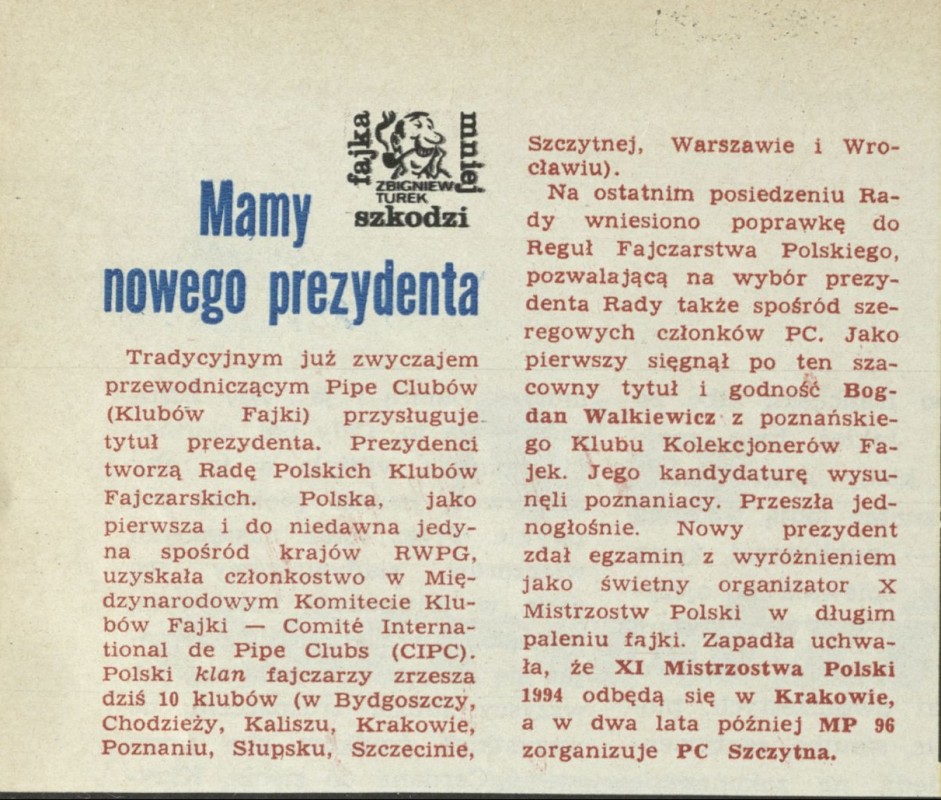 fajka
mniej
ZBIGNIEW
TUREK
szkodzi
Mamy
nowego prezydenta
Tradycyjnym już zwyczajem
przewodniczącym Pipe Clubów
(Klubów Fajki) przysługuje
tytuł prezydenta. Prezydenci
tworzą Radę Polskich Klubów
Fajczarskich. Polska, jako
pierwsza i do niedawna jedy-
na spośród krajów RWPG,
uzyskała członkostwo w Mię-
dzynarodowym Komitecie Klu-
bów Fajki — Comité Interna-
tional de Pipe Clubs (CIPC).
Polski klan fajczarzy zrzesza
dziś 10 klubów (w Bydgoszczy,
Chodzieży, Kaliszu, Krakowie,
Poznaniu, Słupsku, Szczecinie,
Szczytnej, Warszawie i Wro-
cławiu).
Na ostatnim posiedzeniu Ra-
dy wniesiono poprawkę do
Reguł Fajczarstwa Polskiego,
pozwalającą na wybór prezy-
denta Rady także spośród sze-
regowych członków PC. Jako
pierwszy sięgnął po ten sza-
cowny tytuł i godność Bog-
dan Walkiewicz z poznańskie-
go Klubu Kolekcjonerów Fa-
jek. Jego kandydaturę wysu-
nęli poznaniacy. Przeszła jed-
nogłośnie. Nowy prezydent
zdał egzamin z wyróżnieniem
jako świetny organizator X
Mistrzostw Polski w długim
paleniu fajki. Zapadła uchwa-
ła, że XI Mistrzostwa Polski
1994 odbędą się w Krakowie,
a w dwa lata później MP 96
zorganizuje PC Szczytna.